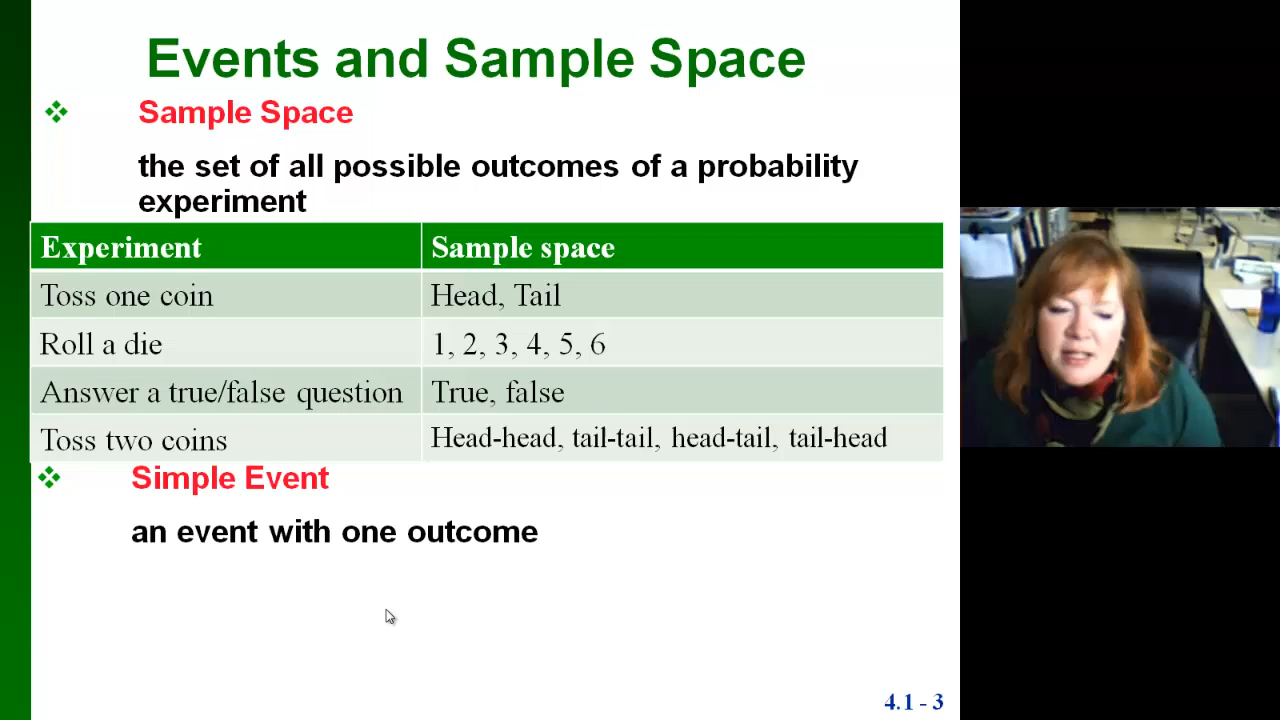 Events and Sample Space
Sample Space
the set of all possible outcomes of a probability
experiment
Experiment Sample space
Toss one coin Head, Tail
Roll a die 1, 2, 3, 4, 5, 6
Answer a true/false question True, false
Toss two coins Head-head, tail-tail, head-tail, tail-head
Simple Event
an event with one outcome
4.1 - 3